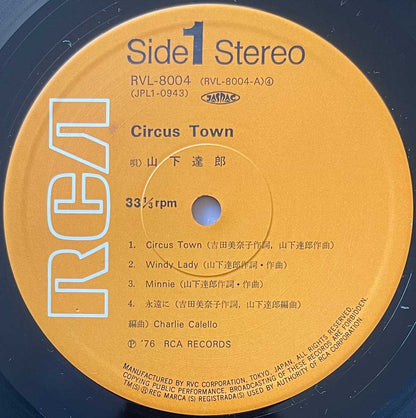 Side 1 Stereo
RVL-8004 (RVL-8004-A)④
(JPL1-0943) JASRAC
Circus Town
唄) 山下達郎
33⅓rpm
RCA
1. Circus Town (吉田美奈子作詞, 山下達郎作曲)
2. Windy Lady (山下達郎作詞・作曲)
3. Minnie (山下達郎作詞・作曲)
4. 永遠に (吉田美奈子作詞, 山下達郎編曲)
編曲) Charlie Calello
Ⓟ '76 RCA RECORDS
MANUFACTURED BY RVC CORPORATION, TOKYO, JAPAN. ALL RIGHTS RESERVED.
COPYING PUBLIC PERFORMANCE, BROADCASTING OF THESE RECORDS ARE FORBIDDEN.
TM(S) ® REG. MARCA(S) REGISTRADA(S) USED BY AUTHORITY OF RCA CORPORATION.